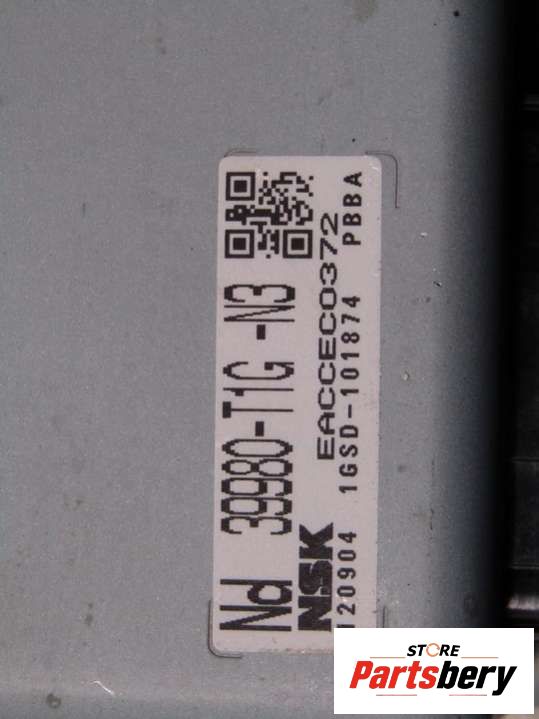 Nd 39980-T1G -N3
NSK EACCEC0372
120904 1GSD-101874 PBBA
STORE
Partsbery